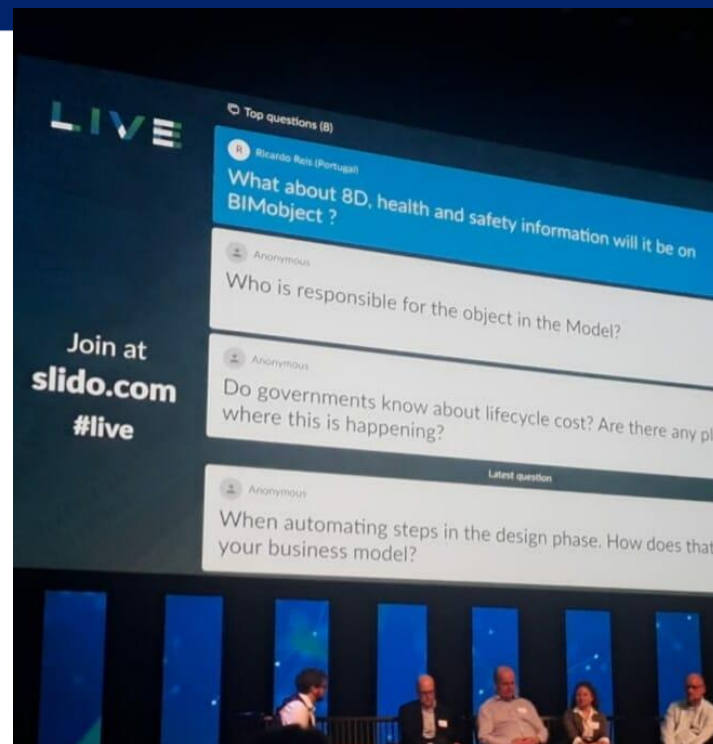 LIVE
Top questions (8)
R
Ricardo Reis (Portugal)
What about 8D, health and safety information will it be on
BIMobject ?
Anonymous
Who is responsible for the object in the Model?
Anonymous
Do governments know about lifecycle cost? Are there any pl
where this is happening?
Latest question
Anonymous
When automating steps in the design phase. How does that
your business model?
Join at
slido.com
#live